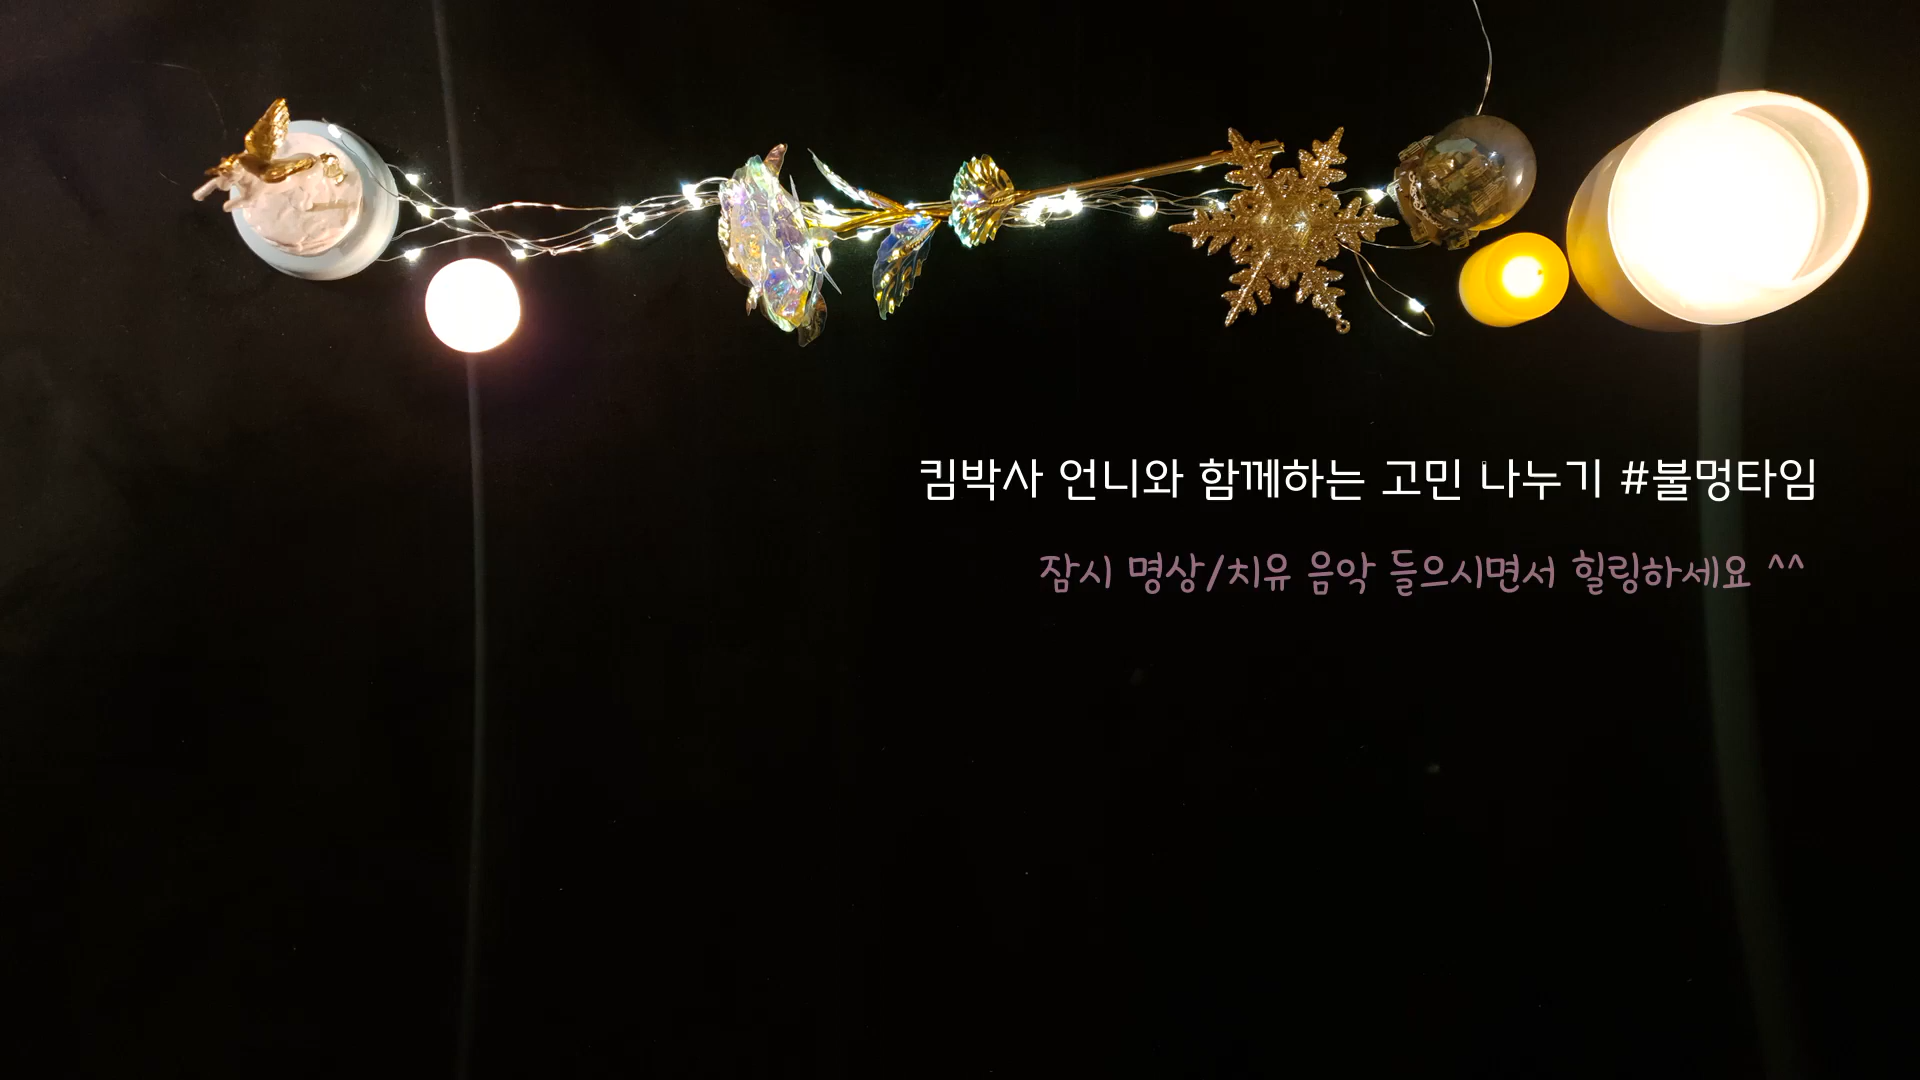 킴박사 언니와 함께하는 고민 나누기 #불멍타임
잠시 명상/치유 음악 들으시면서 힐링하세요 ^^